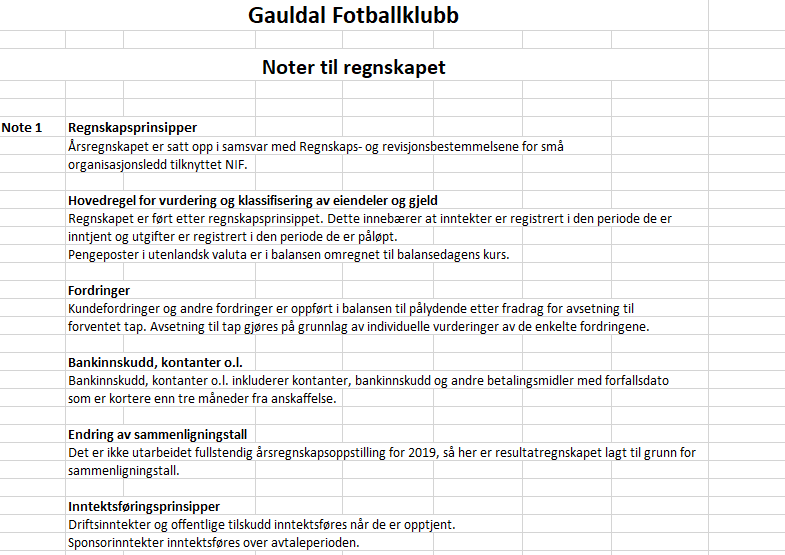 Gauldal Fotballklubb
Noter til regnskapet
Note 1 Regnskapsprinsipper
Årsregnskapet er satt opp i samsvar med Regnskaps- og revisjonsbestemmelsene for små
organisasjonsledd tilknyttet NIF.
Hovedregel for vurdering og klassifisering av eiendeler og gjeld
Regnskapet er ført etter regnskapsprinsippet. Dette innebærer at inntekter er registrert i den periode de er
inntjent og utgifter er registrert i den periode de er påløpt.
Pengeposter i utenlandsk valuta er i balansen omregnet til balansedagens kurs.
Fordringer
Kundefordringer og andre fordringer er oppført i balansen til pålydende etter fradrag for avsetning til
forventet tap. Avsetning til tap gjøres på grunnlag av individuelle vurderinger av de enkelte fordringene.
Bankinnskudd, kontanter o.l.
Bankinnskudd, kontanter o.l. inkluderer kontanter, bankinnskudd og andre betalingsmidler med forfallsdato
som er kortere enn tre måneder fra anskaffelse.
Endring av sammenligningstall
Det er ikke utarbeidet fullstendig årsregnskapsoppstilling for 2019, så her er resultatregnskapet lagt til grunn for
sammenligningstall.
Inntektsføringsprinsipper
Driftsinntekter og offentlige tilskudd inntektsføres når de er opptjent.
Sponsorinntekter inntektsføres over avtaleperioden.